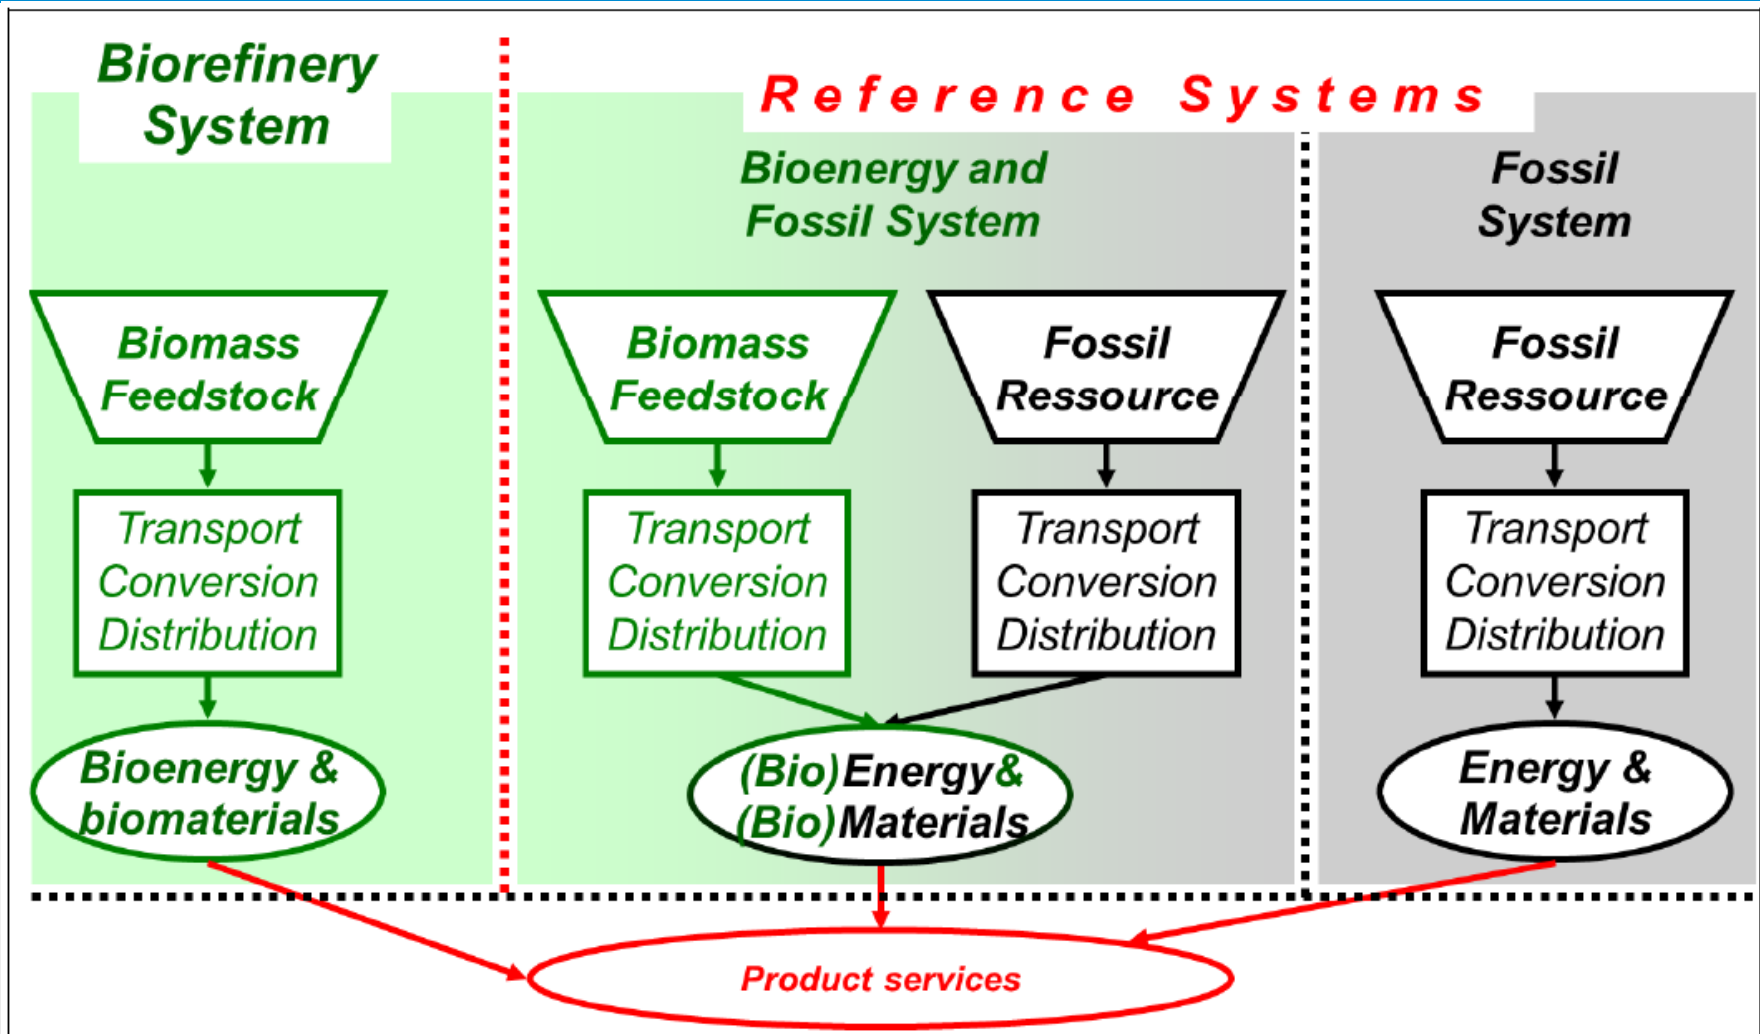 Biorefinery
System
Reference Systems
Bioenergy and
Fossil System
Fossil
System
Biomass
Feedstock
Biomass
Feedstock
Fossil
Ressource
Fossil
Ressource
Transport
Conversion
Distribution
Transport
Conversion
Distribution
Transport
Conversion
Distribution
Transport
Conversion
Distribution
Bioenergy &
biomaterials
(Bio)Energy&
(Bio)Materials
Energy &
Materials
Product services